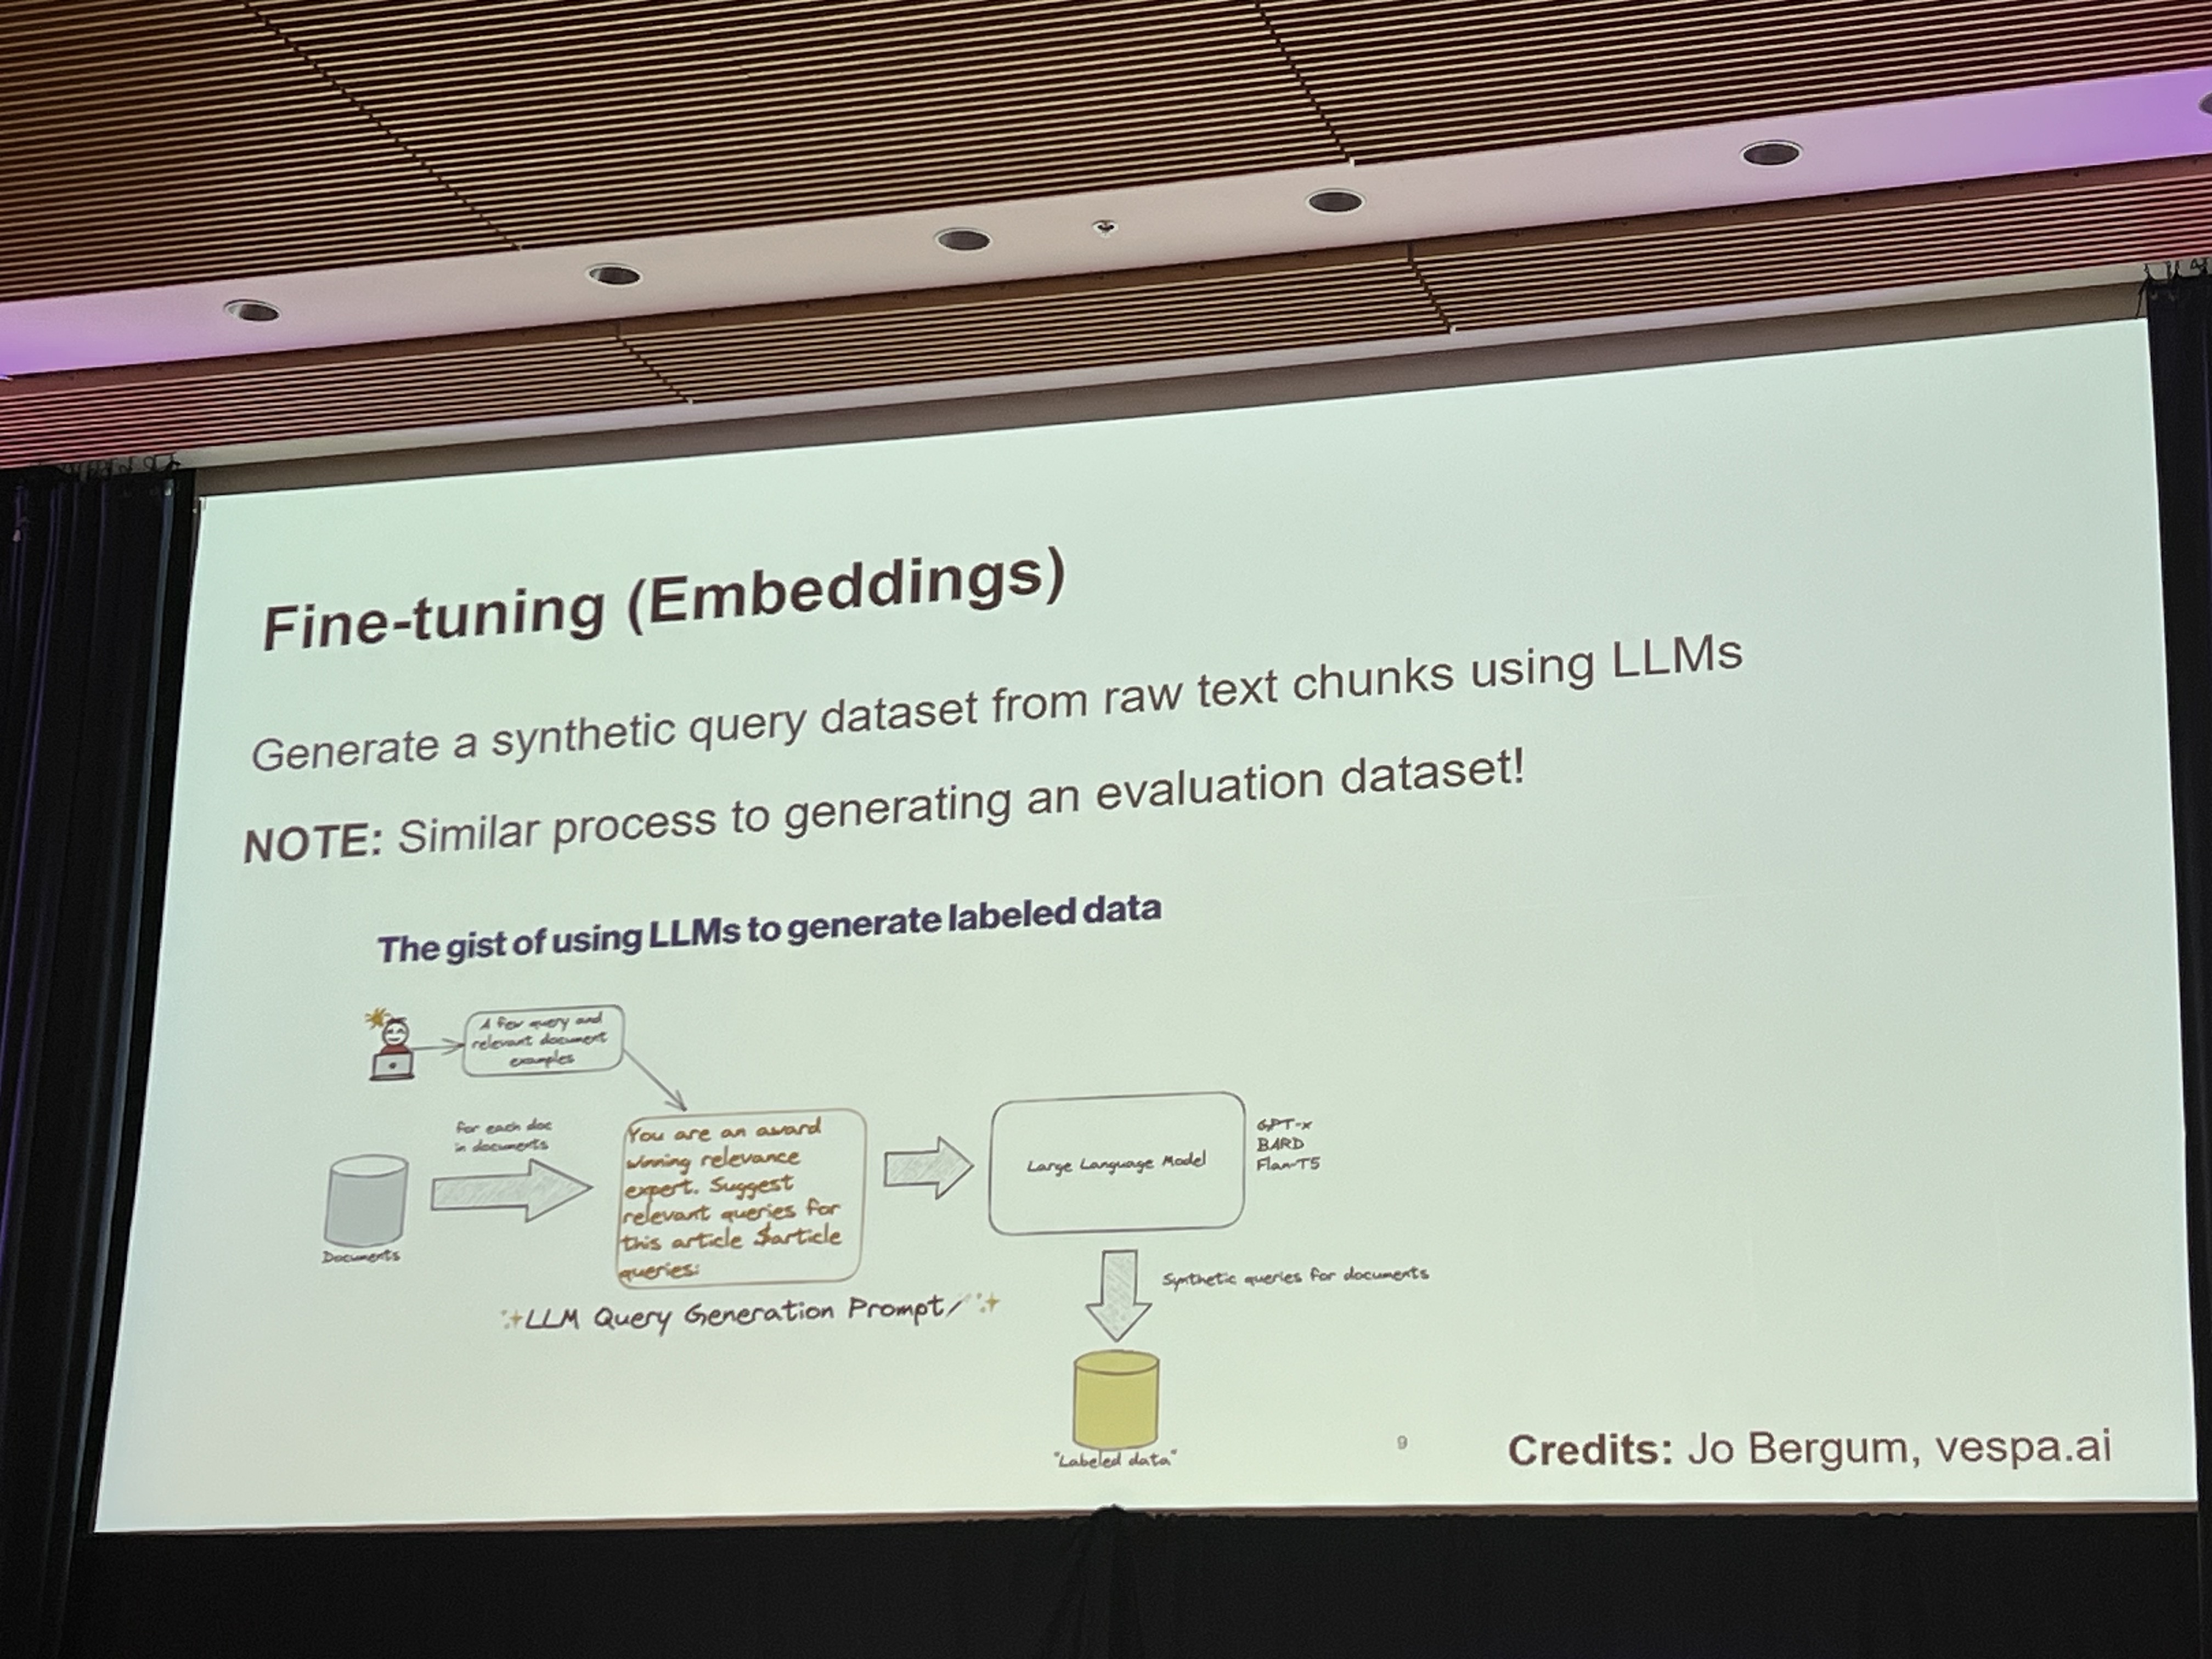 Fine-tuning (Embeddings)
Generate a synthetic query dataset from raw text chunks using LLMs
NOTE: Similar process to generating an evaluation dataset!
The gist of using LLMs to generate labeled data
A few query and
relevant document
examples
for each doc
in documents
Documents
You are an award
winning relevance
expert. Suggest
relevant queries for
this article $article
queries:
LLM Query Generation Prompt/
Large Language Model
GPT-x
BARD
Flan-T5
Synthetic queries for documents
"Labeled data"
9
Credits: Jo Bergum, vespa.ai